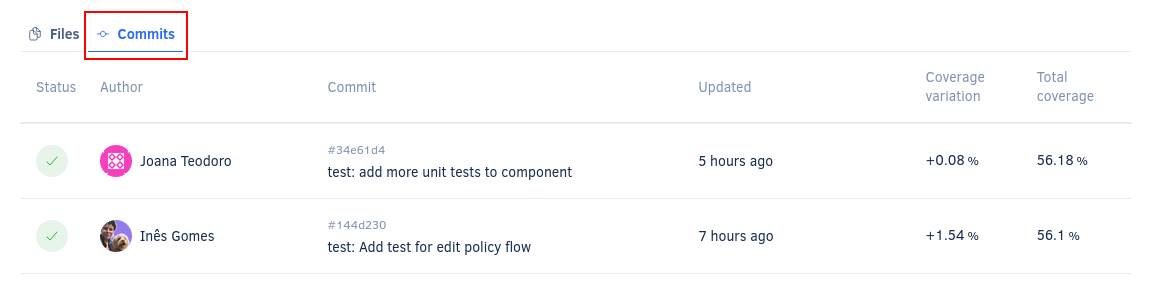 Files Commits
Status Author Commit Updated Coverage variation Total coverage
#34e61d4
Joana Teodoro test: add more unit tests to component 5 hours ago +0.08 % 56.18 %
#144d230
Inês Gomes test: Add test for edit policy flow 7 hours ago +1.54 % 56.1 %